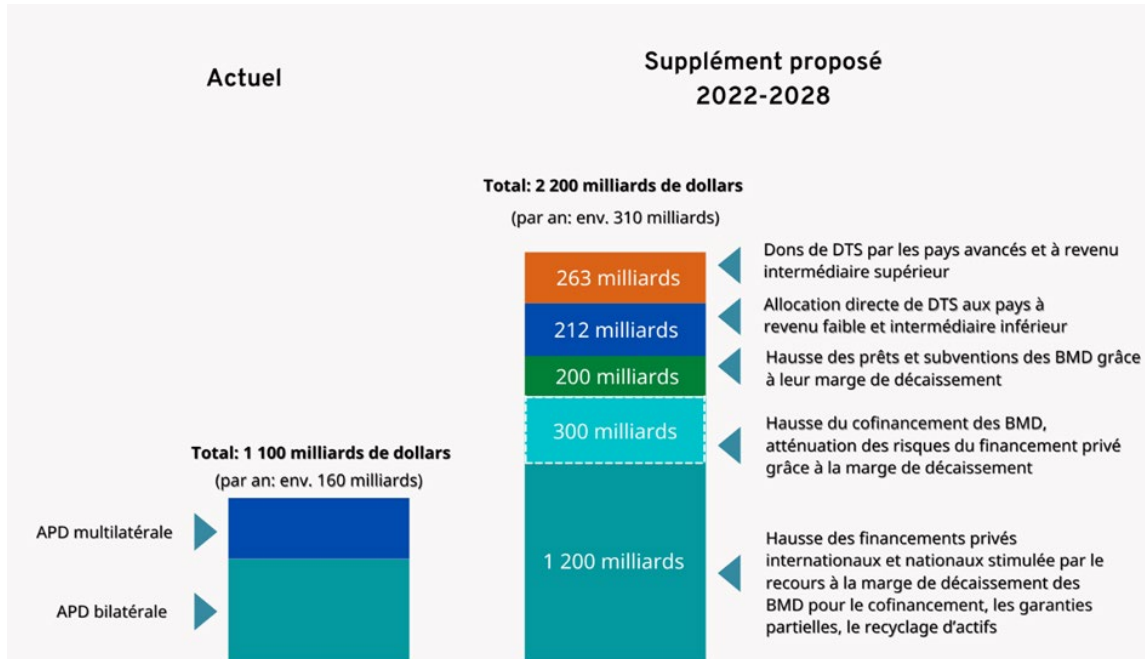 Actuel
Supplément proposé
2022-2028
Total: 2 200 milliards de dollars
(par an: env. 310 milliards)
263 milliards
Dons de DTS par les pays avancés et à revenu
intermédiaire supérieur
212 milliards
Allocation directe de DTS aux pays à
revenu faible et intermédiaire inférieur
200 milliards
Hausse des prêts et subventions des BMD grâce
à leur marge de décaissement
300 milliards
Hausse du cofinancement des BMD,
atténuation des risques du financement privé
grâce à la marge de décaissement
Total: 1 100 milliards de dollars
(par an: env. 160 milliards)
APD multilatérale
APD bilatérale
1 200 milliards
Hausse des financements privés
internationaux et nationaux stimulée par le
recours à la marge de décaissement des
BMD pour le cofinancement, les garanties
partielles, le recyclage d’actifs